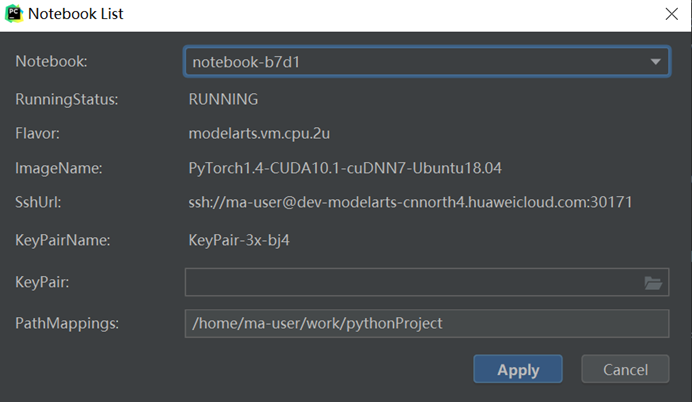 PC Notebook List
Notebook: notebook-b7d1
RunningStatus: RUNNING
Flavor: modelarts.vm.cpu.2u
ImageName: PyTorch1.4-CUDA10.1-cuDNN7-Ubuntu18.04
SshUrl: ssh://ma-user@dev-modelarts-cnnorth4.huaweicloud.com:30171
KeyPairName: KeyPair-3x-bj4
KeyPair:
PathMappings: /home/ma-user/work/pythonProject
Apply Cancel